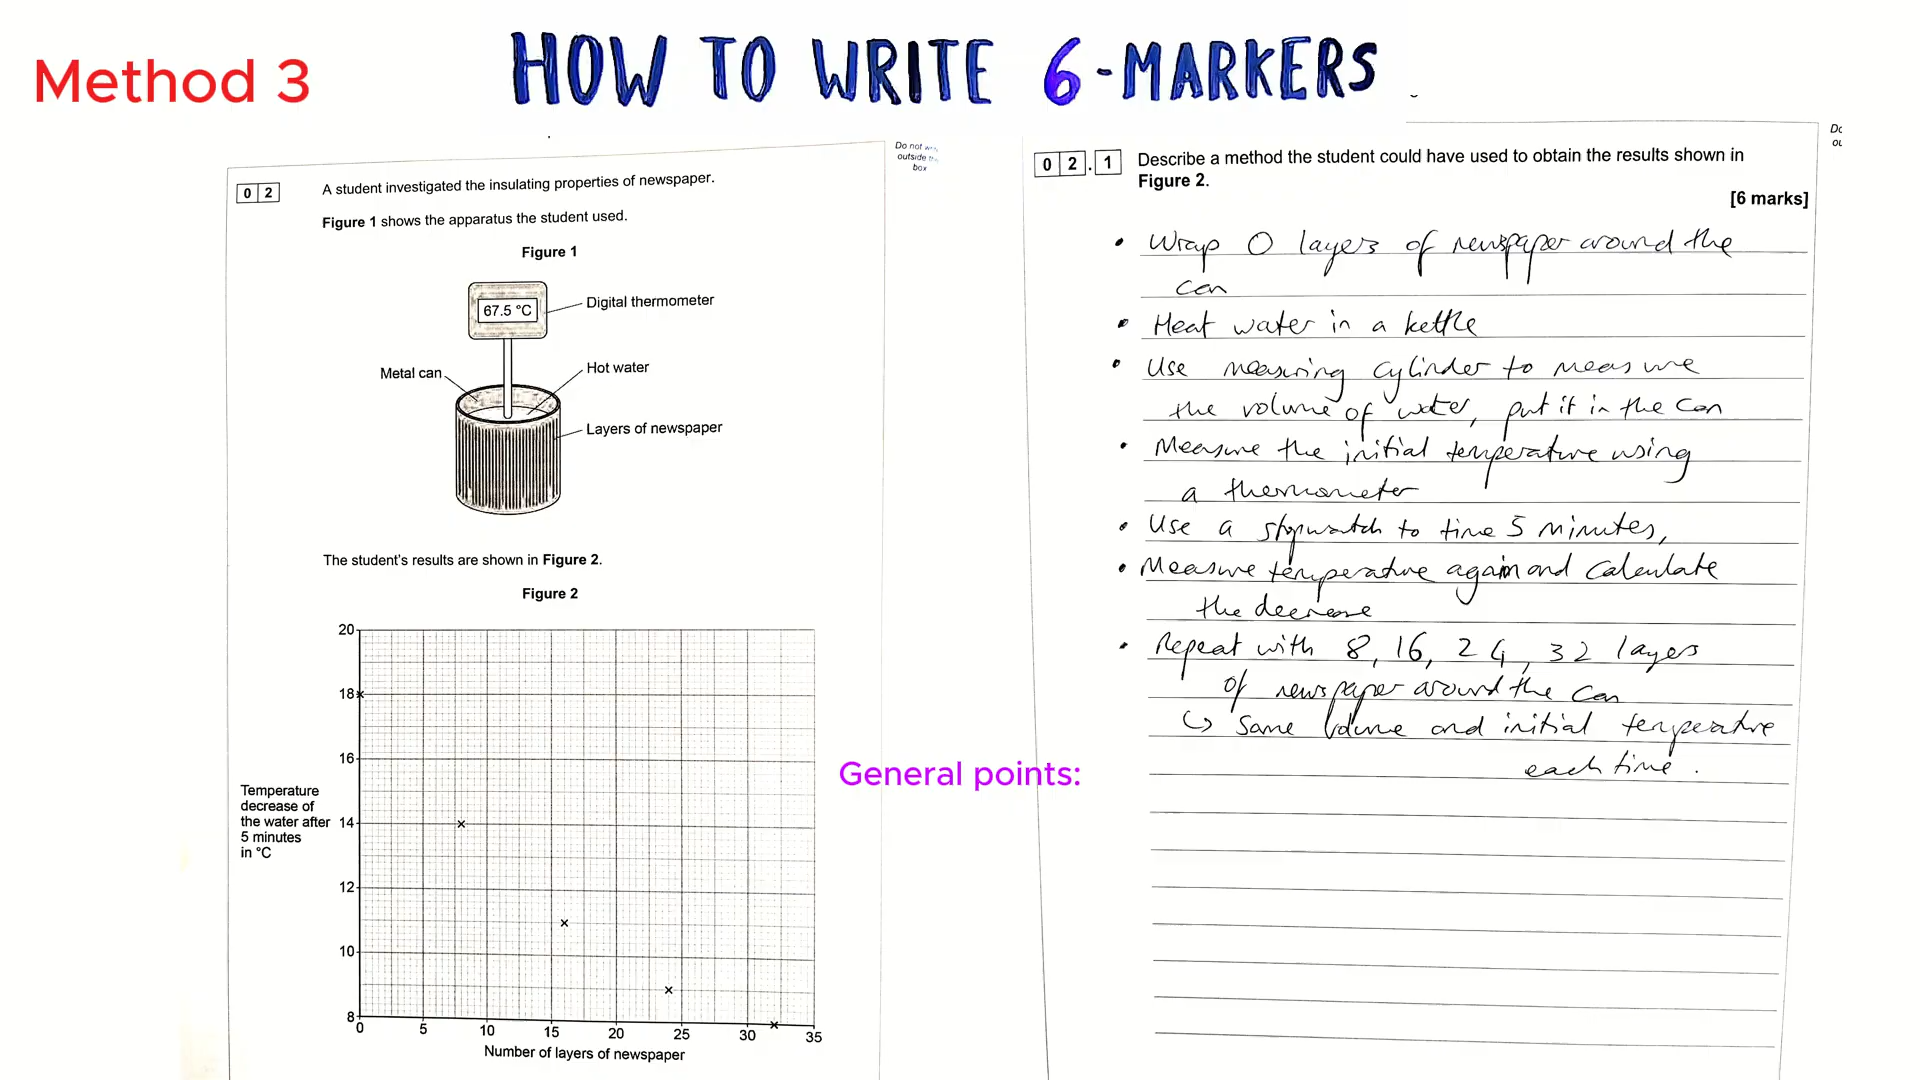 Method 3
HOW TO WRITE 6-MARKERS
Do not write
outside the
box
0 2
A student investigated the insulating properties of newspaper.
Figure 1 shows the apparatus the student used.
Figure 1
67.5 °C
Digital thermometer
Metal can
Hot water
Layers of newspaper
The student's results are shown in Figure 2.
Figure 2
20
18
16
14
12
10
8
Temperature
decrease of
the water after
5 minutes
in °C
0 5 10 15 20 25 30 35
Number of layers of newspaper
General points:
Do
ou
0 2 . 1
Describe a method the student could have used to obtain the results shown in
Figure 2.
[6 marks]
• Wrap 0 layers of newspaper around the
can
• Heat water in a kettle
• Use measuring cylinder to measure
the volume of water, put it in the can
• Measure the initial temperature using
a thermometer
• Use a stopwatch to time 5 minutes,
• Measure temperature again and calculate
the decrease
• Repeat with 8, 16, 24, 32 layers
of newspaper around the can
↳ same volume and initial temperature
each time.